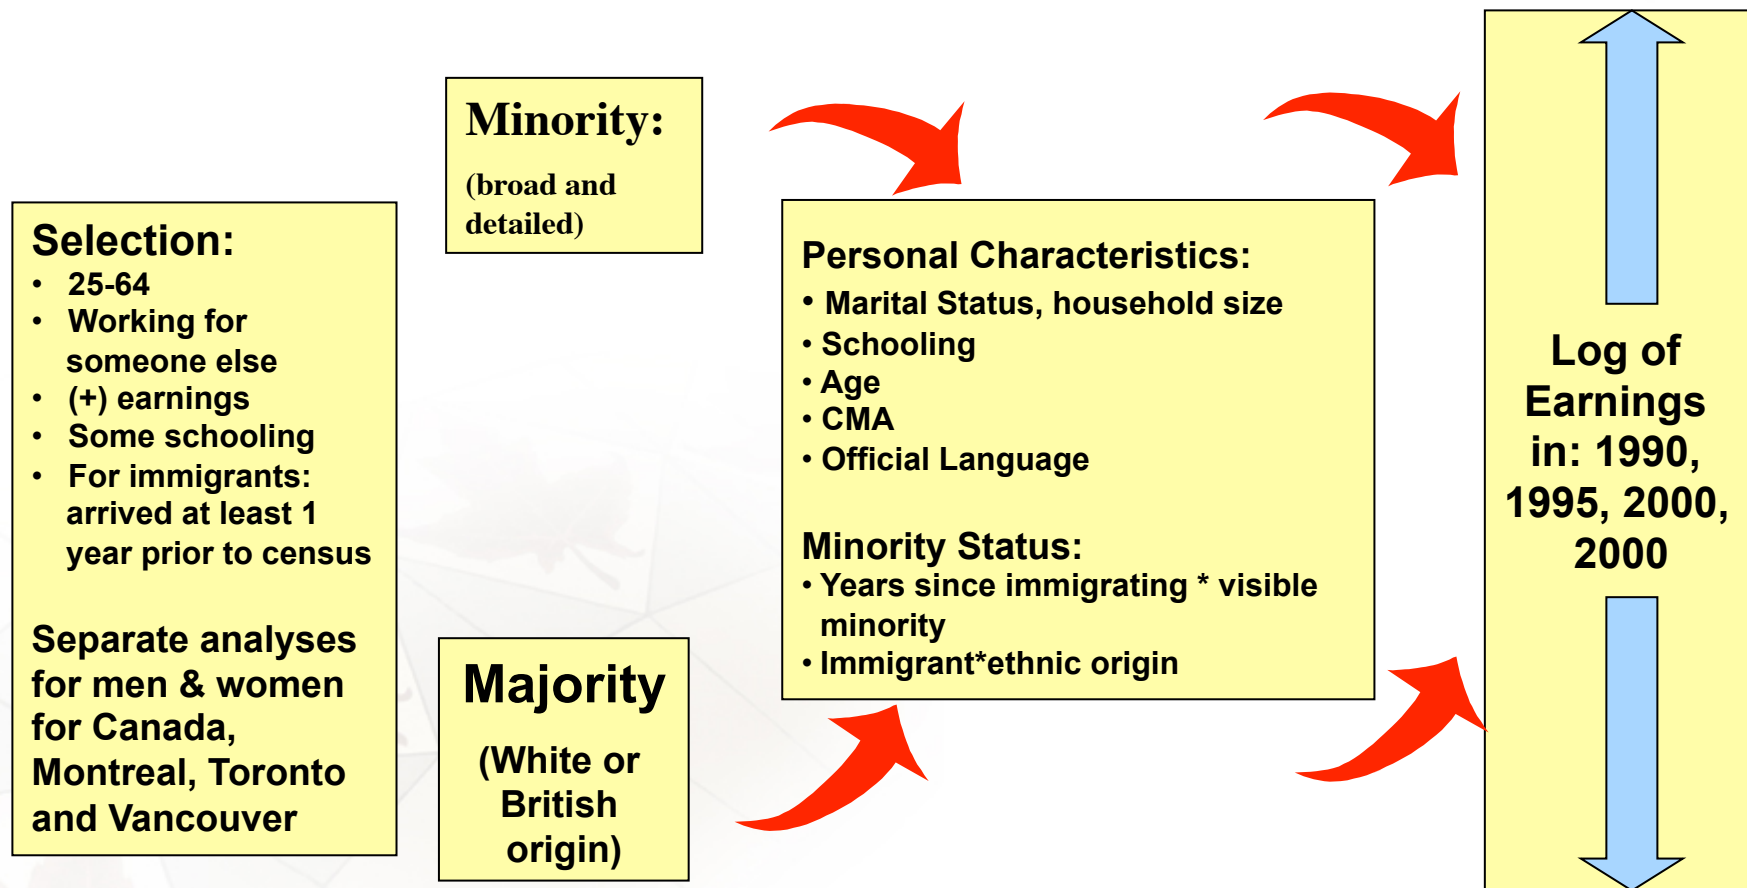 Selection:
• 25-64
• Working for
someone else
• (+) earnings
• Some schooling
• For immigrants:
arrived at least 1
year prior to census
Separate analyses
for men & women
for Canada,
Montreal, Toronto
and Vancouver
Minority:
(broad and
detailed)
Majority
(White or
British
origin)
Personal Characteristics:
• Marital Status, household size
• Schooling
• Age
• CMA
• Official Language
Minority Status:
• Years since immigrating * visible
minority
• Immigrant*ethnic origin
Log of
Earnings
in: 1990,
1995, 2000,
2000